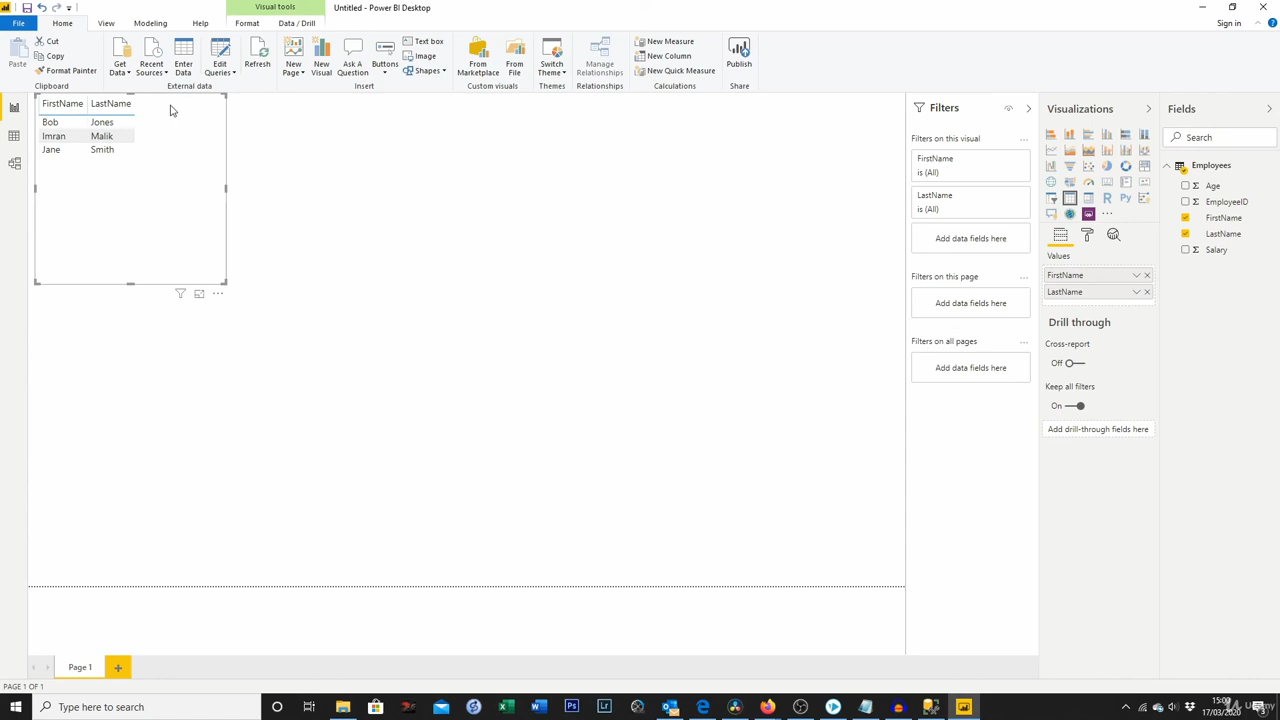 Visual tools
Untitled - Power BI Desktop
File
Home
View
Modeling
Help
Format
Data / Drill
Sign in
Paste
Cut
Copy
Format Painter
Clipboard
Get Data
Recent Sources
Enter Data
Edit Queries
Refresh
External data
New Page
New Visual
Ask A Question
Buttons
Text box
Image
Shapes
Insert
From Marketplace
From File
Custom visuals
Switch Theme
Themes
Manage Relationships
Relationships
New Measure
New Column
New Quick Measure
Calculations
Publish
Share
FirstName LastName
Bob Jones
Imran Malik
Jane Smith
Filters
Filters on this visual
FirstName
is (All)
LastName
is (All)
Add data fields here
Filters on this page
Add data fields here
Filters on all pages
Add data fields here
Visualizations
R
Py
Values
FirstName
LastName
Drill through
Cross-report
Off
Keep all filters
On
Add drill-through fields here
Fields
Search
Employees
Age
EmployeeID
FirstName
LastName
Salary
Page 1
PAGE 1 OF 1
Type here to search
17/03/2020